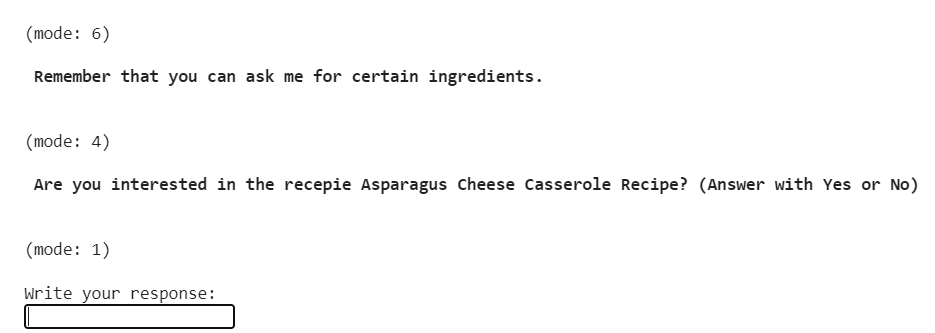 (mode: 6)
Remember that you can ask me for certain ingredients.
(mode: 4)
Are you interested in the recepie Asparagus Cheese Casserole Recipe? (Answer with Yes or No)
(mode: 1)
Write your response: